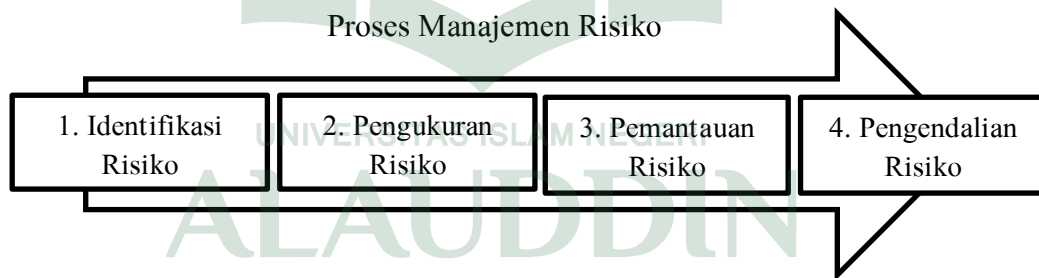 Proses Manajemen Risiko
1. Identifikasi
Risiko
2. Pengukuran
Risiko
3. Pemantauan
Risiko
4. Pengendalian
Risiko
UNIVERSITAS ISLAM NEGERI
ALAUDDIN